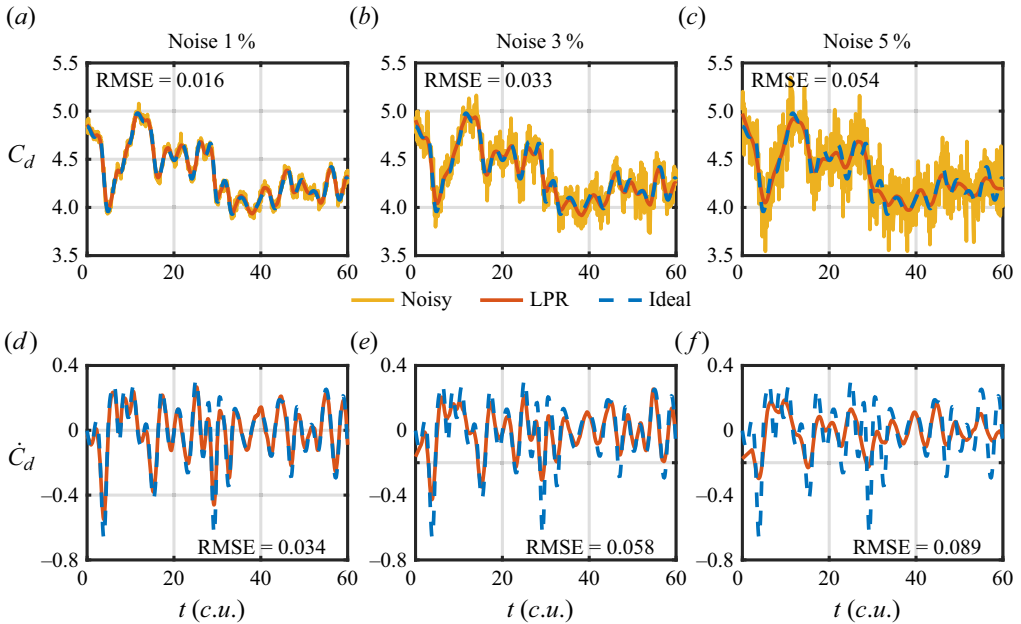 (a) (b) (c)
Noise 1 % Noise 3 % Noise 5 %
5.5 5.5 5.5
RMSE = 0.016 RMSE = 0.033 RMSE = 0.054
5.0 5.0 5.0
C_d 4.5 4.5 4.5
4.0 4.0 4.0
3.5 3.5 3.5
0 20 40 60 0 20 40 60 0 20 40 60
Noisy LPR Ideal
(d) (e) (f)
0.4 0.4 0.4
Ċ_d 0 0 0
–0.4 –0.4 –0.4
RMSE = 0.034 RMSE = 0.058 RMSE = 0.089
–0.8 –0.8 –0.8
0 20 40 60 0 20 40 60 0 20 40 60
t (c.u.) t (c.u.) t (c.u.)